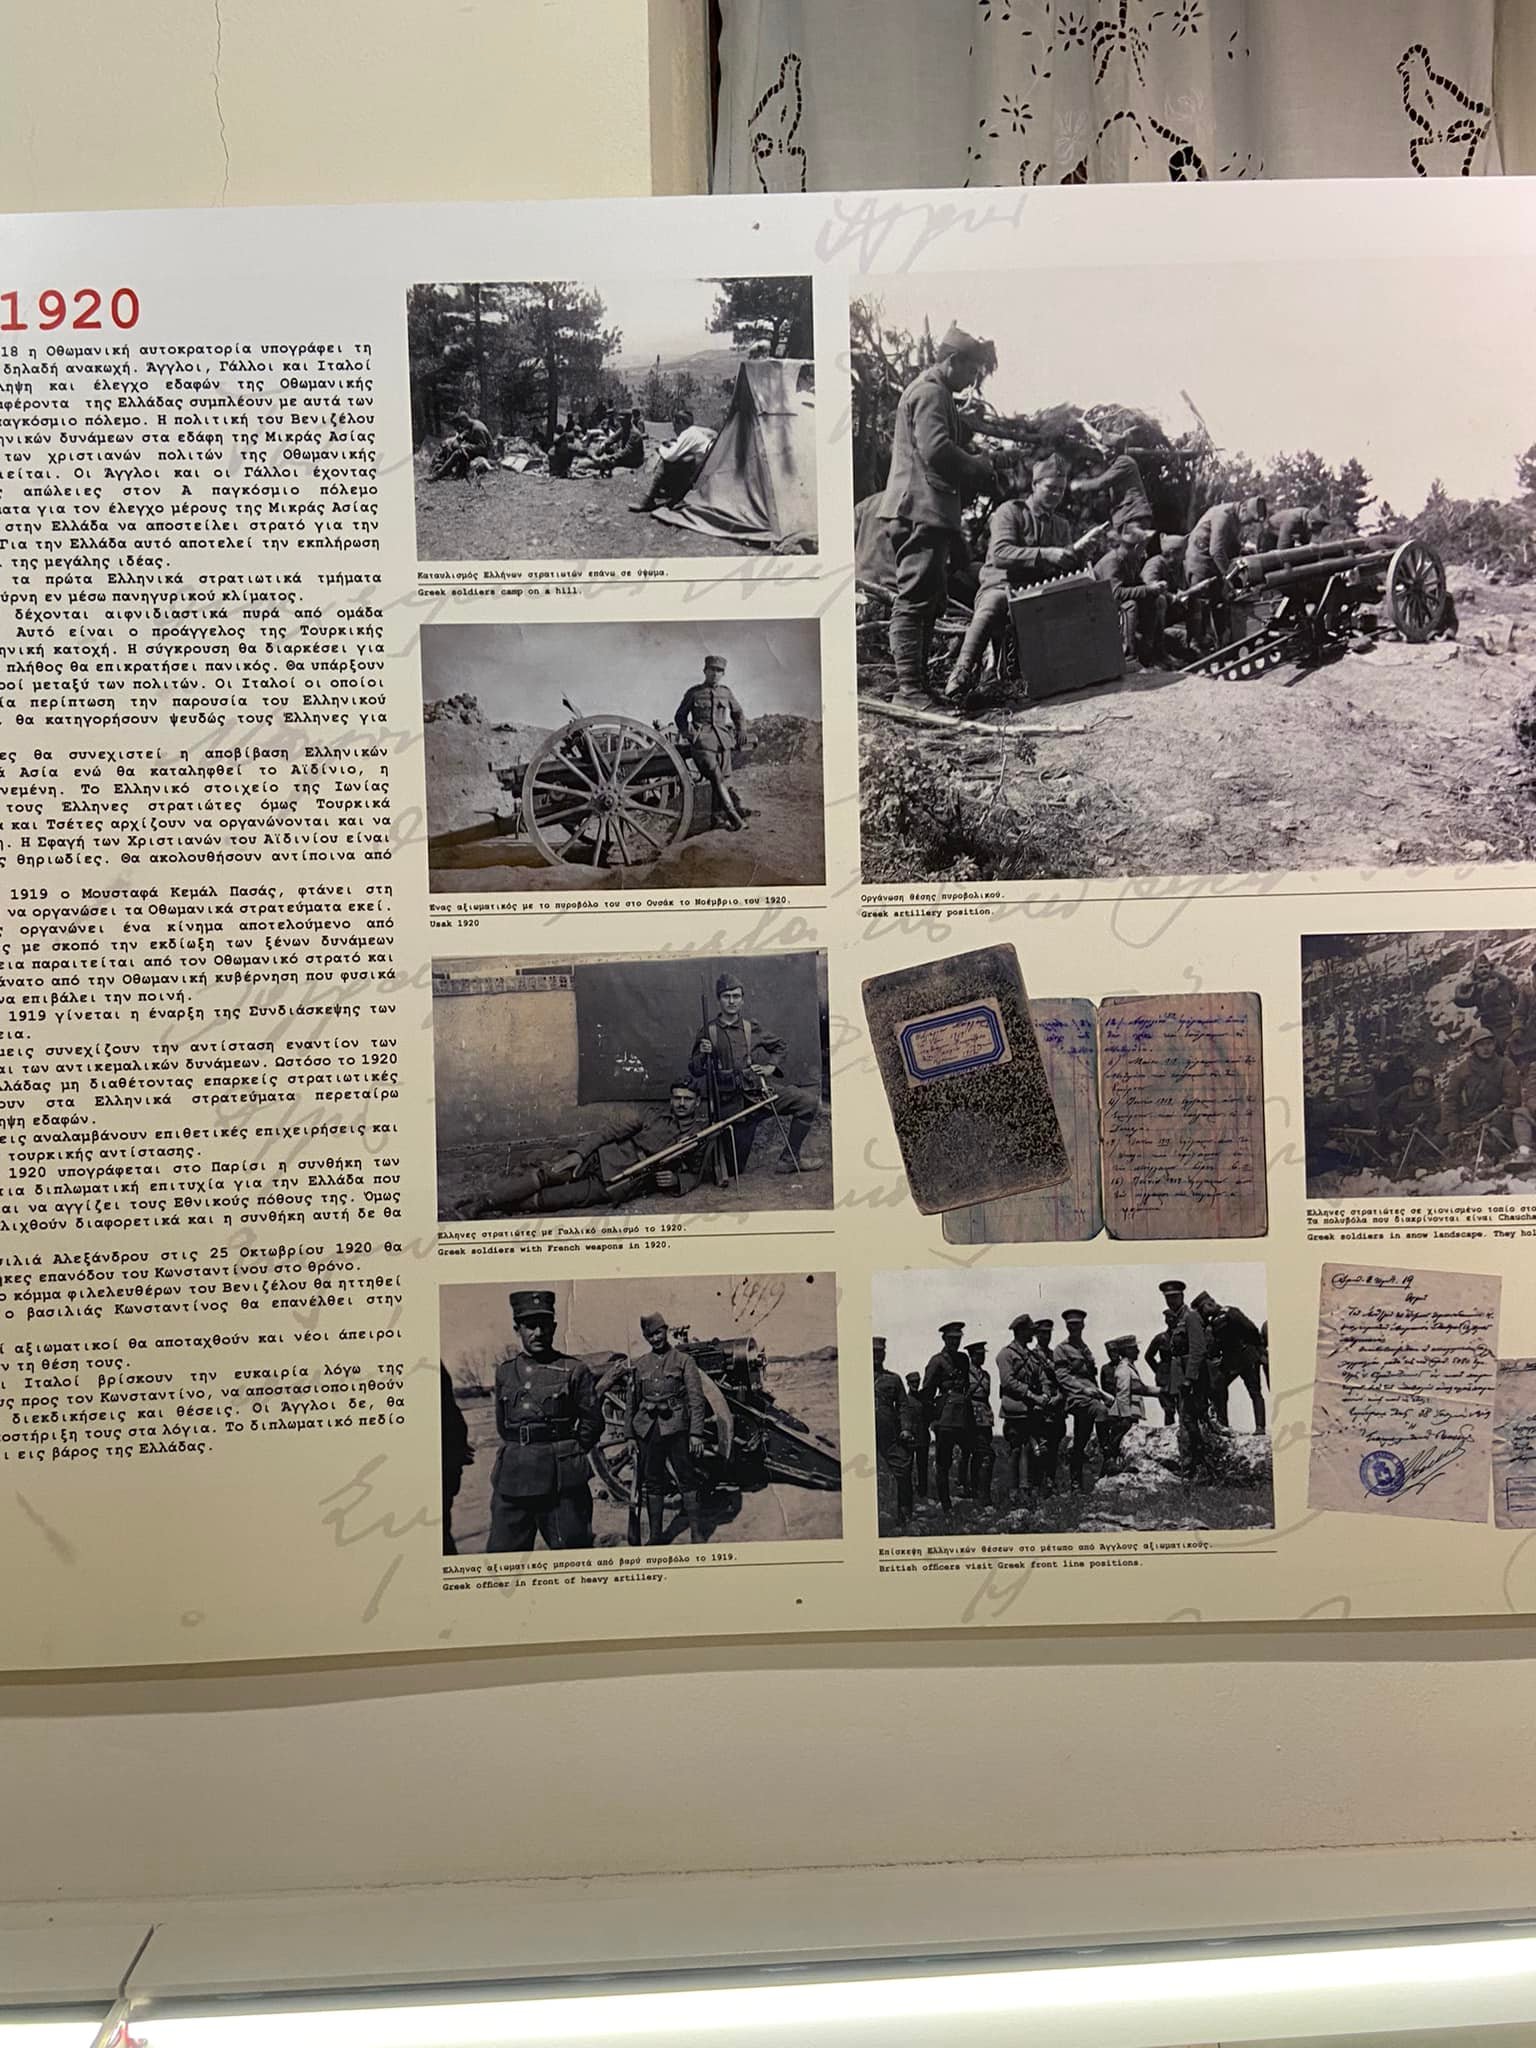 1920
18 η Οθωμανική αυτοκρατορία υπογράφει τη
δηλαδή ανακωχή. Άγγλοι, Γάλλοι και Ιταλοί
ληψη και έλεγχο εδαφών της Οθωμανικής
μφέροντα της Ελλάδας συμπλέουν με αυτά των
παγκόσμιο πόλεμο. Η πολιτική του Βενιζέλου
ηνικών δυνάμεων στα εδάφη της Μικράς Ασίας
των χριστιανών πολιτών της Οθωμανικής
ιείται. Οι Άγγλοι και οι Γάλλοι έχοντας
ς απώλειες στον Α παγκόσμιο πόλεμο
ματα για τον έλεγχο μέρους της Μικράς Ασίας
στην Ελλάδα να αποστείλει στρατό για την
Για την Ελλάδα αυτό αποτελεί την εκπλήρωση
της μεγάλης ιδέας.
τα πρώτα Ελληνικά στρατιωτικά τμήματα
ύρνη εν μέσω πανηγυρικού κλίματος.
δέχονται αιφνιδιαστικά πυρά από ομάδα
Αυτό είναι ο προάγγελος της Τουρκικής
ηνική κατοχή. Η σύγκρουση θα διαρκέσει για
πλήθος θα επικρατήσει πανικός. Θα υπάρξουν
ροί μεταξύ των πολιτών. Οι Ιταλοί οι οποίοι
ία περίπτωση την παρουσία του Ελληνικού
θα κατηγορήσουν ψευδώς τους Έλληνες για
ες θα συνεχιστεί η αποβίβαση Ελληνικών
ά Ασία ενώ θα καταληφθεί το Αϊδίνιο, η
νεμένη. Το Ελληνικό στοιχείο της Ιωνίας
τους Έλληνες στρατιώτες όμως Τουρκικά
α και Τσέτες αρχίζουν να οργανώνονται και να
η. Η Σφαγή των Χριστιανών του Αϊδινίου είναι
ς θηριωδίες. Θα ακολουθήσουν αντίποινα από
1919 ο Μουσταφά Κεμάλ Πασάς, φτάνει στη
να οργανώσει τα Οθωμανικά στρατεύματα εκεί.
ς οργανώνει ένα κίνημα αποτελούμενο από
ές με σκοπό την εκδίωξη των ξένων δυνάμεων
εια παραιτείται από τον Οθωμανικό στρατό και
άνατο από την Οθωμανική κυβέρνηση που φυσικά
να επιβάλει την ποινή.
1919 γίνεται η έναρξη της Συνδιάσκεψης των
εια.
μεις συνεχίζουν την αντίσταση εναντίον των
αι των αντικεμαλικών δυνάμεων. Ωστόσο το 1920
λλάδας μη διαθέτοντας επαρκείς στρατιωτικές
ουν στα Ελληνικά στρατεύματα περεταίρω
ηψη εδαφών.
εις αναλαμβάνουν επιθετικές επιχειρήσεις και
τουρκικής αντίστασης.
1920 υπογράφεται στο Παρίσι η συνθήκη των
τια διπλωματική επιτυχία για την Ελλάδα που
αι να αγγίζει τους Εθνικούς πόθους της. Όμως
λιχθούν διαφορετικά και η συνθήκη αυτή δε θα
σιλιά Αλεξάνδρου στις 25 Οκτωβρίου 1920 θα
ήκες επανόδου του Κωνσταντίνου στο θρόνο.
ο κόμμα φιλελευθέρων του Βενιζέλου θα ηττηθεί
ο βασιλιάς Κωνσταντίνος θα επανέλθει στην
ί αξιωματικοί θα αποταχθούν και νέοι άπειροι
ν τη θέση τους.
ι Ιταλοί βρίσκουν την ευκαιρία λόγω της
υς προς τον Κωνσταντίνο, να αποστασιοποιηθούν
διεκδικήσεις και θέσεις. Οι Άγγλοι δε, θα
ποστήριξη τους στα λόγια. Το διπλωματικό πεδίο
ι εις βάρος της Ελλάδας.
Καταυλισμός Ελλήνων στρατιωτών επάνω σε ύψωμα.
Greek soldiers camp on a hill.
Ένας αξιωματικός με το πυροβόλο του στο Ουσάκ το Νοέμβριο του 1920.
Usak 1920
Έλληνες στρατιώτες με Γαλλικό οπλισμό το 1920.
Greek soldiers with French weapons in 1920.
1919
Έλληνας αξιωματικός μπροστά από βαρύ πυροβόλο το 1919.
Greek officer in front of heavy artillery.
Οργάνωση θέσης πυροβολικού.
Greek artillery position.
Επίσκεψη Ελληνικών θέσεων στο μέτωπο από Άγγλους αξιωματικούς.
British officers visit Greek front line positions.
Έλληνες στρατιώτες σε χιονισμένο τοπίο στο
Τα πολυβόλα που διακρίνονται είναι Chaucha
Greek soldiers in snow landscape. They hol